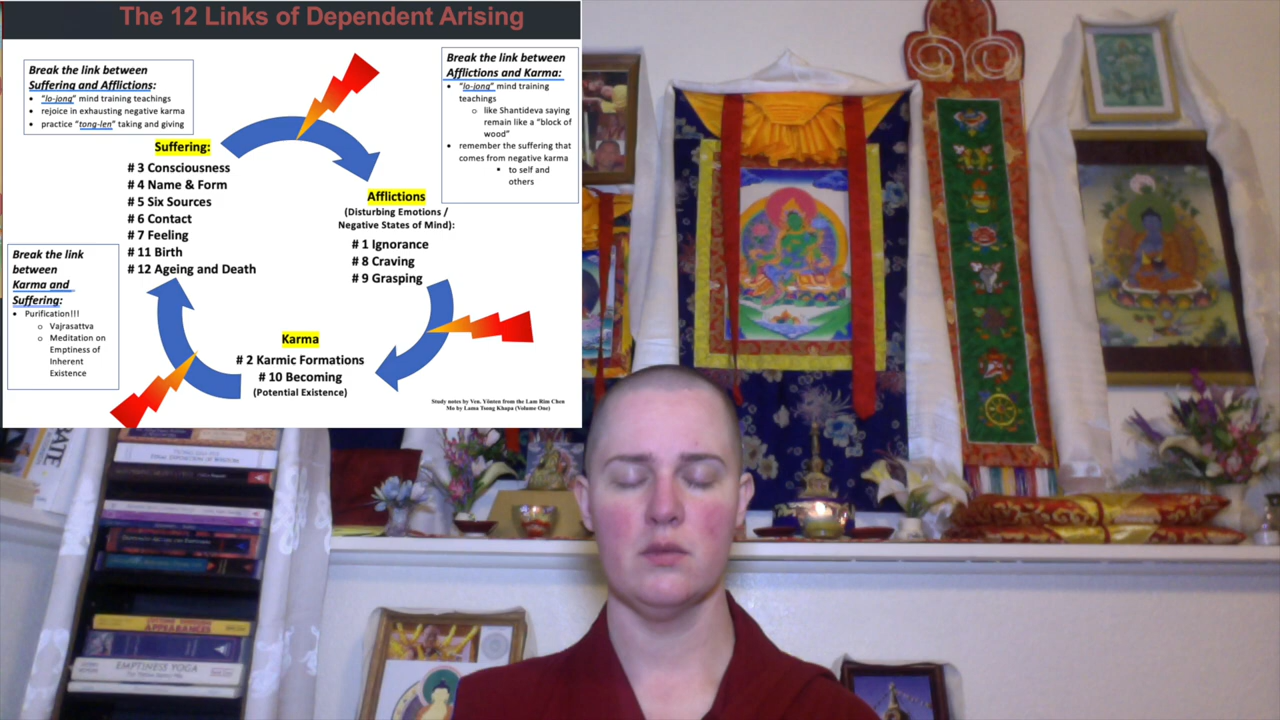 The 12 Links of Dependent Arising
Break the link between
Suffering and Afflictions:
• "lo-jong" mind training teachings
• rejoice in exhausting negative karma
• practice "tong-len" taking and giving
Break the link between
Afflictions and Karma:
• "lo-jong" mind training
teachings
o like Shantideva saying
remain like a "block of
wood"
• remember the suffering that
comes from negative karma
▪ to self and
others
Suffering:
# 3 Consciousness
# 4 Name & Form
# 5 Six Sources
# 6 Contact
# 7 Feeling
# 11 Birth
# 12 Ageing and Death
Afflictions
(Disturbing Emotions /
Negative States of Mind):
# 1 Ignorance
# 8 Craving
# 9 Grasping
Break the link
between
Karma and
Suffering:
• Purification!!!
o Vajrasattva
o Meditation on
Emptiness of
Inherent
Existence
Karma
# 2 Karmic Formations
# 10 Becoming
(Potential Existence)
Study notes by Ven. Yönten from the Lam Rim Chen
Mo by Lama Tsong Khapa (Volume One)
APPEARANCES
EMPTINESS YOGA